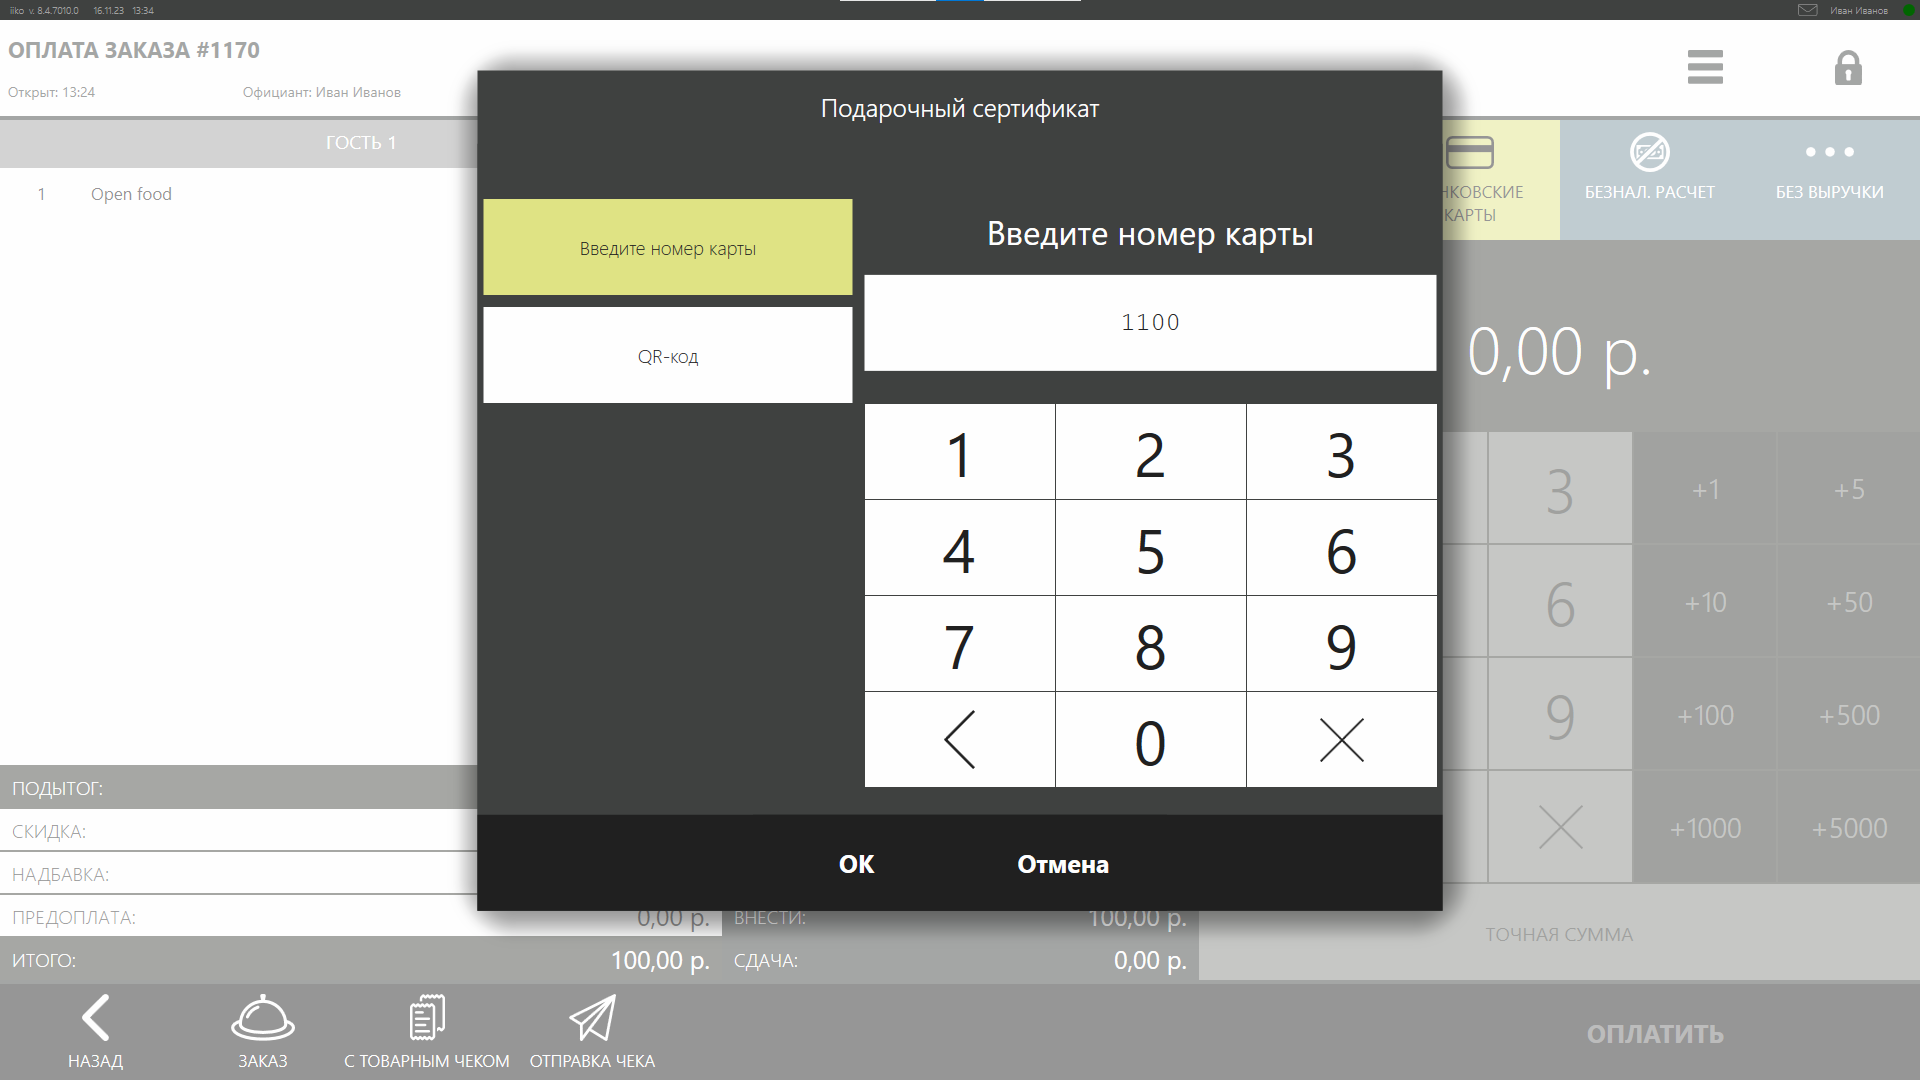 iiko v. 8.4.7010.0 16.11.23 13:34
Иван Иванов
ОПЛАТА ЗАКАЗА #1170
Открыт: 13:24 Официант: Иван Иванов
ГОСТЬ 1
1 Open food
Подарочный сертификат
Введите номер карты
QR-код
Введите номер карты
1100
1 2 3
4 5 6
7 8 9
0
OK Отмена
КАРТЫ
БЕЗНАЛ. РАСЧЕТ
БЕЗ ВЫРУЧКИ
0,00 р.
3 +1 +5
6 +10 +50
9 +100 +500
+1000 +5000
ТОЧНАЯ СУММА
ПОДЫТОГ:
СКИДКА:
НАДБАВКА:
ПРЕДОПЛАТА: 0,00 р.
ИТОГО: 100,00 р.
ВНЕСТИ: 100,00 р.
СДАЧА: 0,00 р.
НАЗАД
ЗАКАЗ
С ТОВАРНЫМ ЧЕКОМ
ОТПРАВКА ЧЕКА
ОПЛАТИТЬ